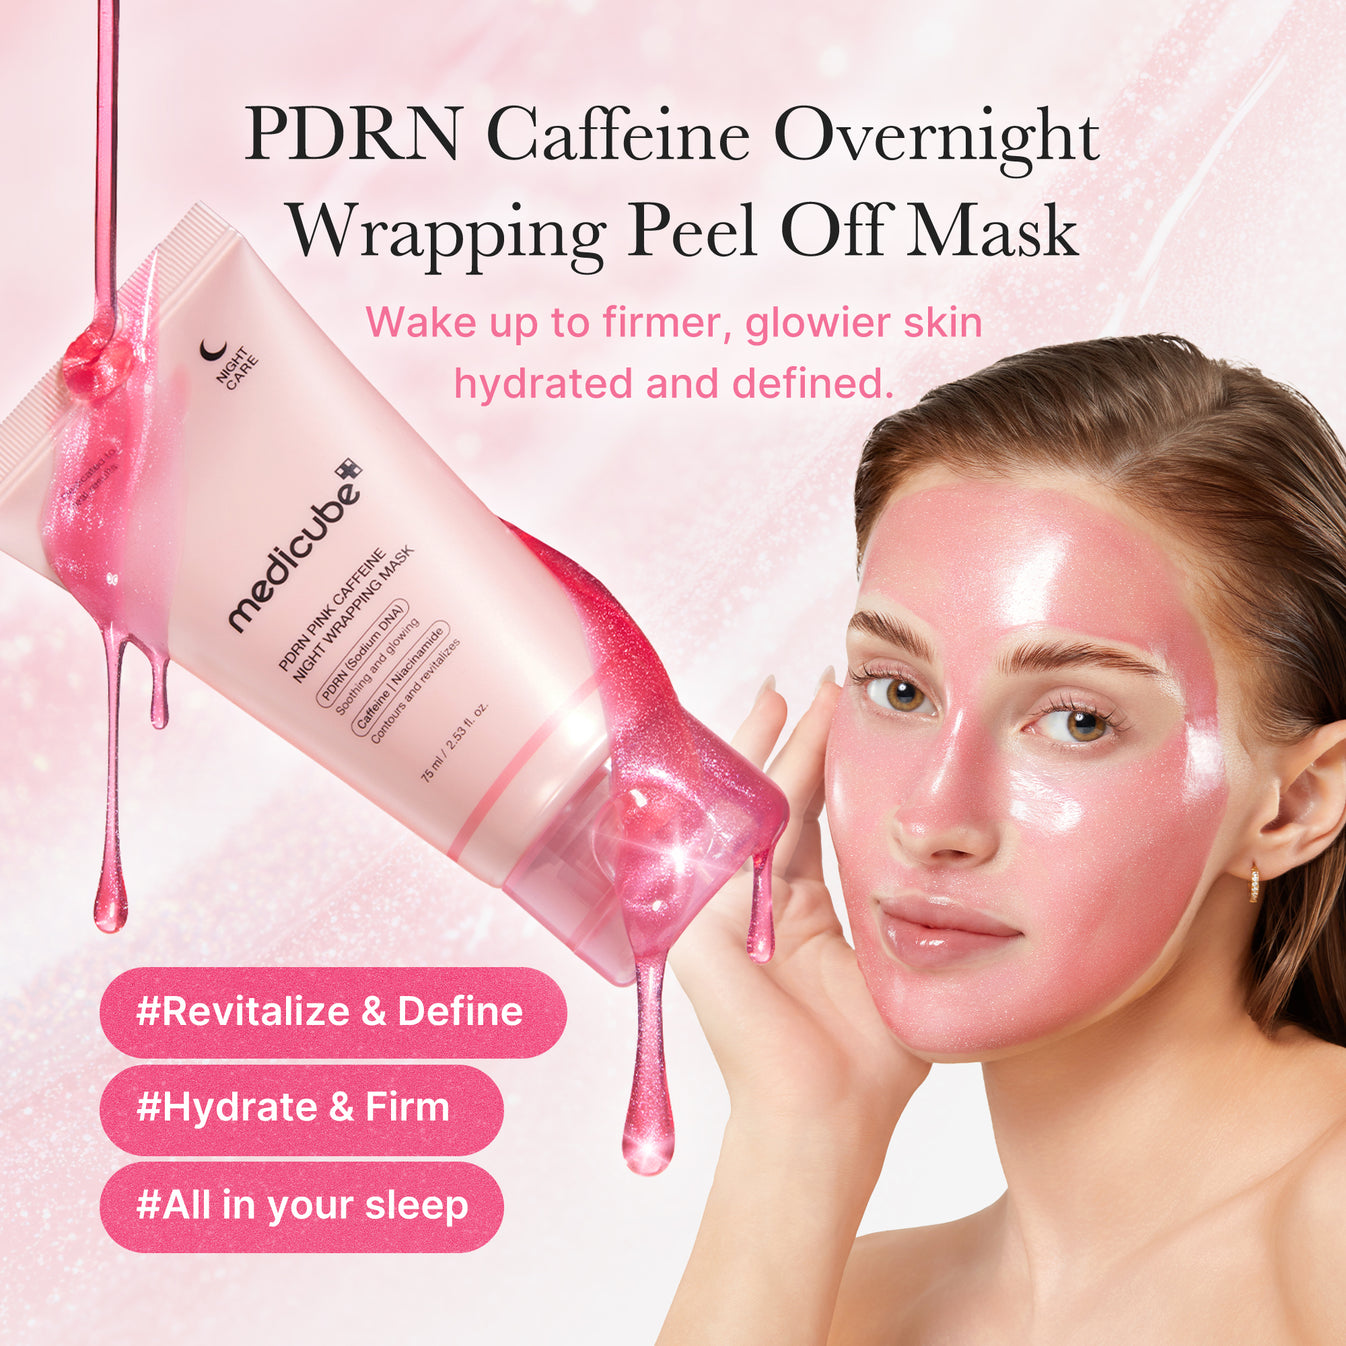 PDRN Caffeine Overnight
Wrapping Peel Off Mask
Wake up to firmer, glowier skin
hydrated and defined.
NIGHT
CARE
medicube
PDRN PINK CAFFEINE
NIGHT WRAPPING MASK
PDRN (Sodium DNA)
Soothing and glowing
Caffeine | Niacinamide
Contours and revitalizes
75 ml / 2.53 fl. oz.
#Revitalize & Define
#Hydrate & Firm
#All in your sleep